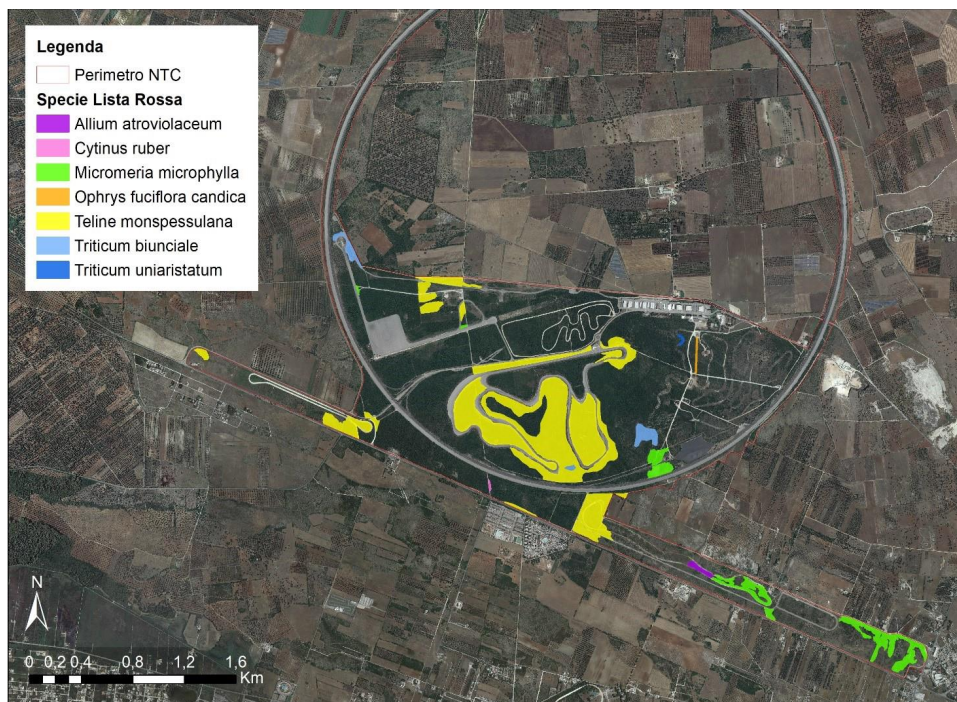 Legenda
Perimetro NTC
Specie Lista Rossa
Allium atroviolaceum
Cytinus ruber
Micromeria microphylla
Ophrys fuciflora candica
Teline monspessulana
Triticum biunciale
Triticum uniaristatum
N
0 0,2 0,4 0,8 1,2 1,6
Km